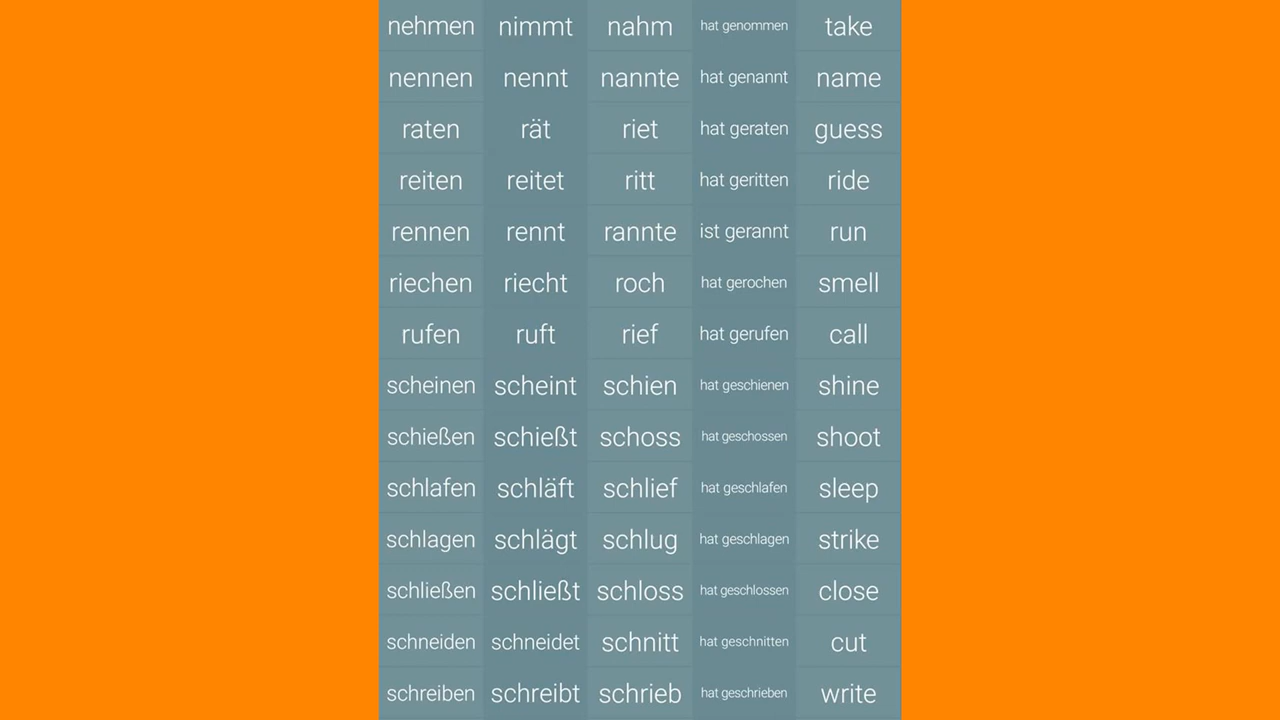 nehmen nimmt nahm hat genommen take
nennen nennt nannte hat genannt name
raten rät riet hat geraten guess
reiten reitet ritt hat geritten ride
rennen rennt rannte ist gerannt run
riechen riecht roch hat gerochen smell
rufen ruft rief hat gerufen call
scheinen scheint schien hat geschienen shine
schießen schießt schoss hat geschossen shoot
schlafen schläft schlief hat geschlafen sleep
schlagen schlägt schlug hat geschlagen strike
schließen schließt schloss hat geschlossen close
schneiden schneidet schnitt hat geschnitten cut
schreiben schreibt schrieb hat geschrieben write